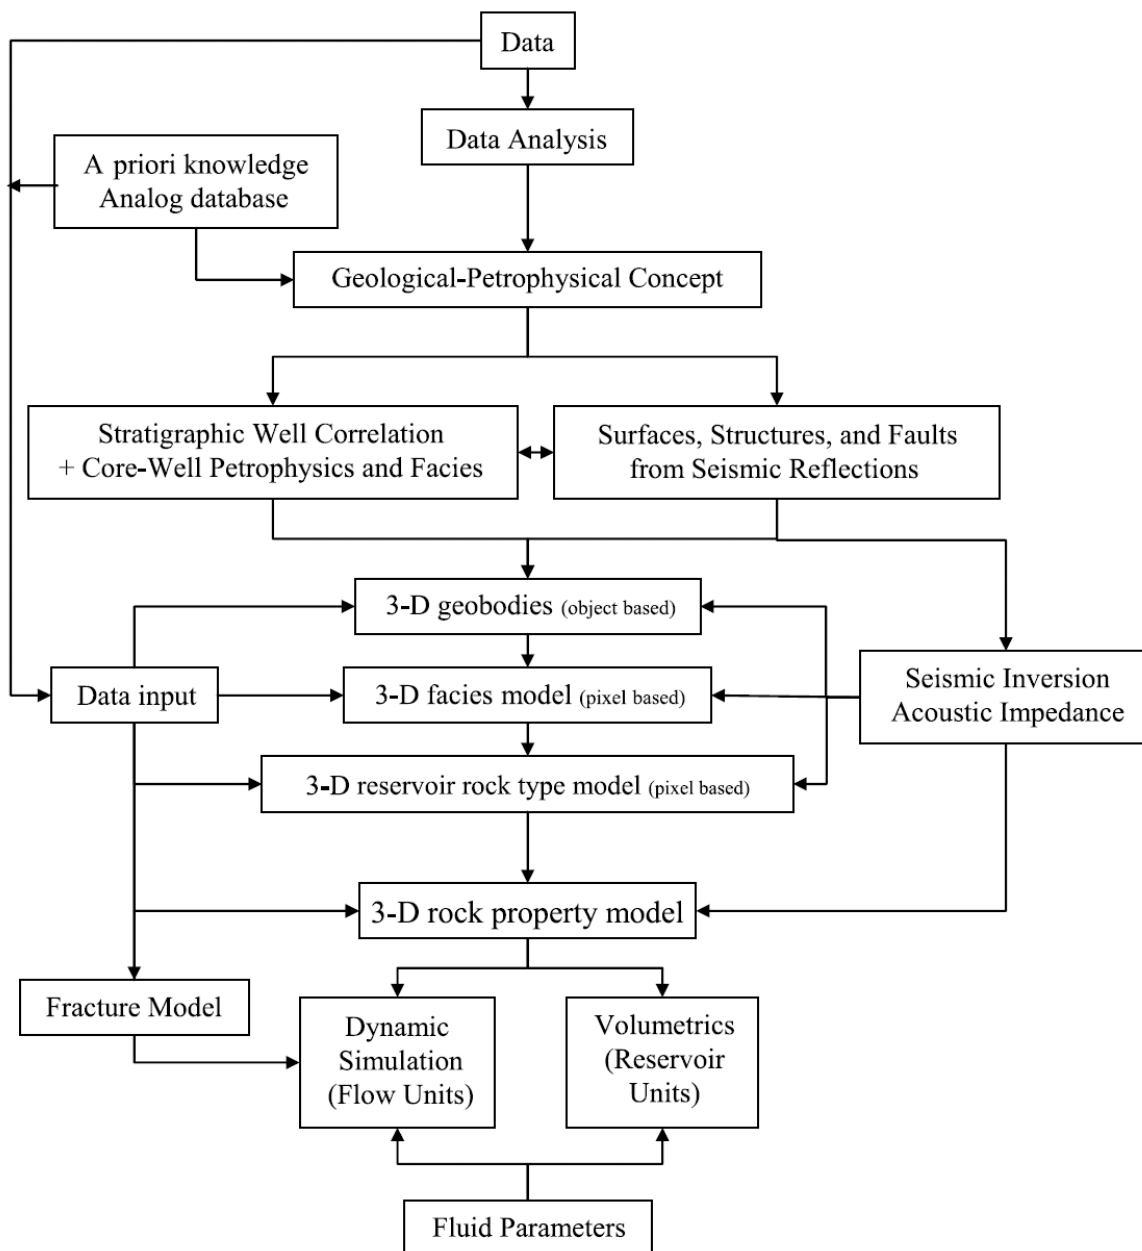 Data
Data Analysis
A priori knowledge
Analog database
Geological-Petrophysical Concept
Stratigraphic Well Correlation
+ Core-Well Petrophysics and Facies
Surfaces, Structures, and Faults
from Seismic Reflections
3-D geobodies (object based)
Data input
3-D facies model (pixel based)
Seismic Inversion
Acoustic Impedance
3-D reservoir rock type model (pixel based)
3-D rock property model
Fracture Model
Dynamic
Simulation
(Flow Units)
Volumetrics
(Reservoir
Units)
Fluid Parameters